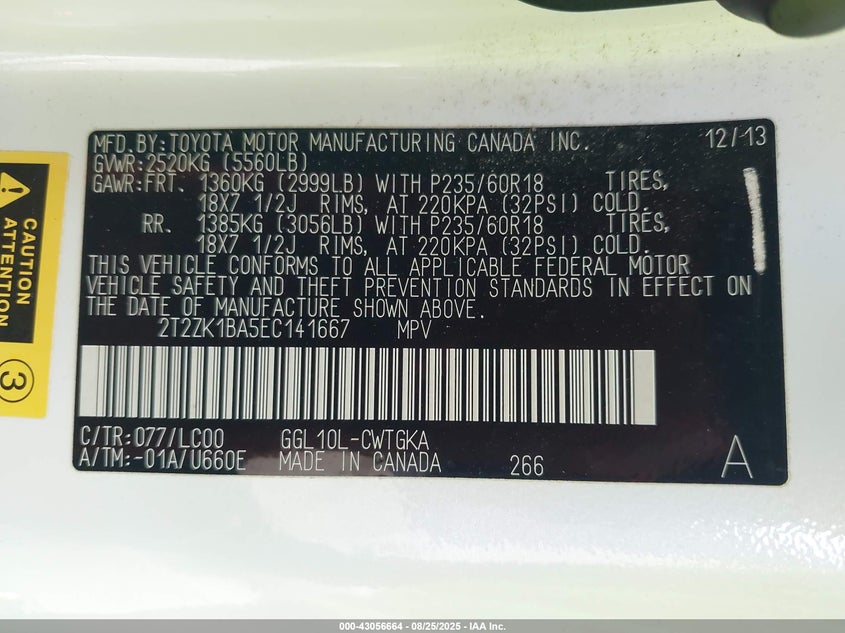 MFD.BY:TOYOTA MOTOR MANUFACTURING CANADA INC. 12/13
GVWR:2520KG (5560LB)
GAWR:FRT. 1360KG (2999LB) WITH P235/60R18 TIRES,
18X7 1/2J RIMS, AT 220KPA (32PSI) COLD.
RR. 1385KG (3056LB) WITH P235/60R18 TIRES,
18X7 1/2J RIMS, AT 220KPA (32PSI) COLD.
THIS VEHICLE CONFORMS TO ALL APPLICABLE FEDERAL MOTOR
VEHICLE SAFETY AND THEFT PREVENTION STANDARDS IN EFFECT ON
THE DATE OF MANUFACTURE SHOWN ABOVE.
2T2ZK1BA5EC141667 MPV
C/TR:077/LC00 GGL10L-CWTGKA
A/TM:-01A/U660E MADE IN CANADA 266 A
CAUTION
ATTENTION
3
000-43056664 - 08/25/2025 - IAA Inc.